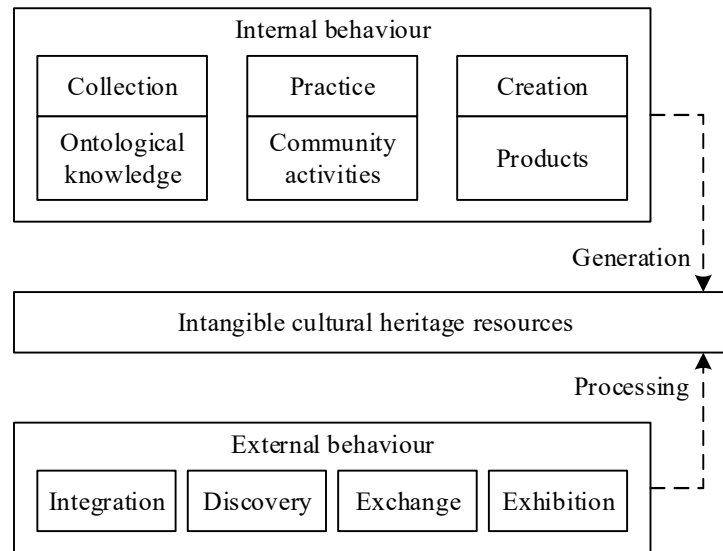 Internal behaviour
Collection
Practice
Creation
Ontological
knowledge
Community
activities
Products
Generation
Intangible cultural heritage resources
Processing
External behaviour
Integration
Discovery
Exchange
Exhibition